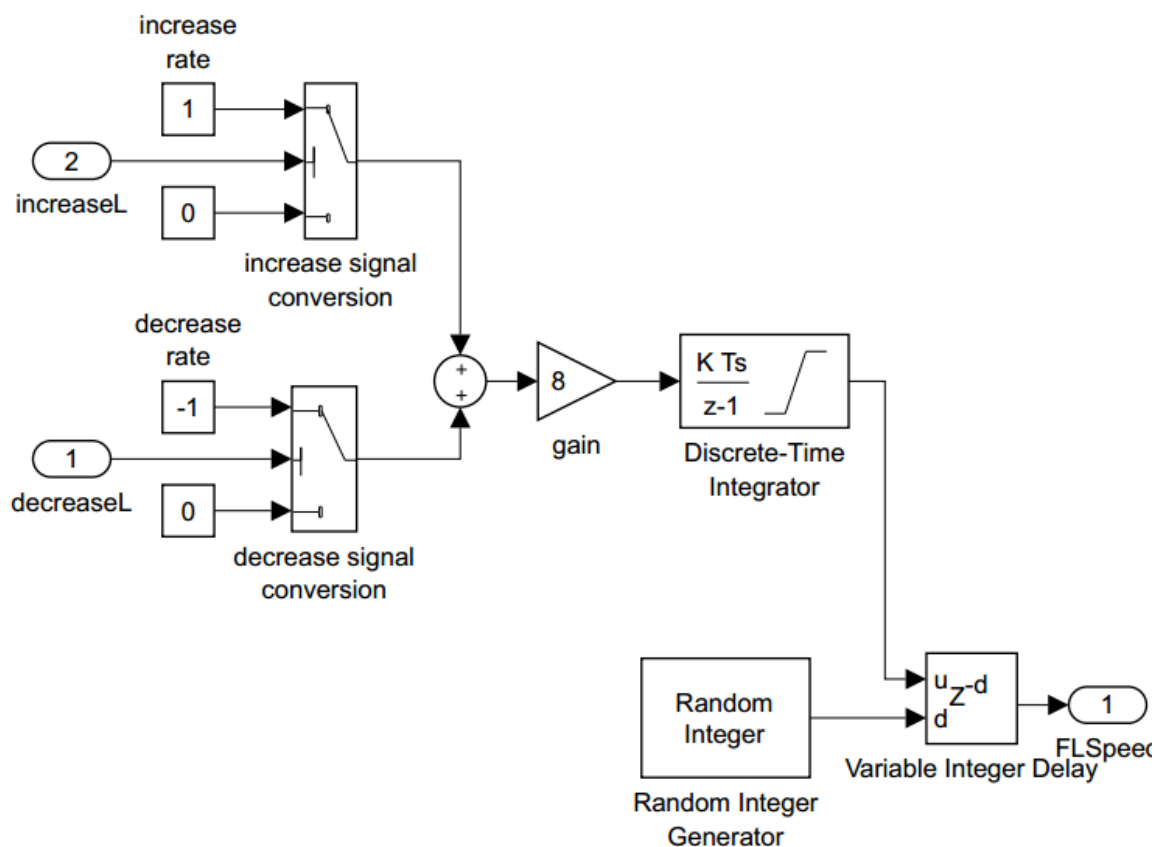 increase
rate
1
2
increaseL
0
increase signal
conversion
decrease
rate
-1
1
decreaseL
0
decrease signal
conversion
+
+
8
gain
K Ts
z-1
Discrete-Time
Integrator
Random
Integer
Random Integer
Generator
u
z-d
d
Variable Integer Delay
1
FLSpeed